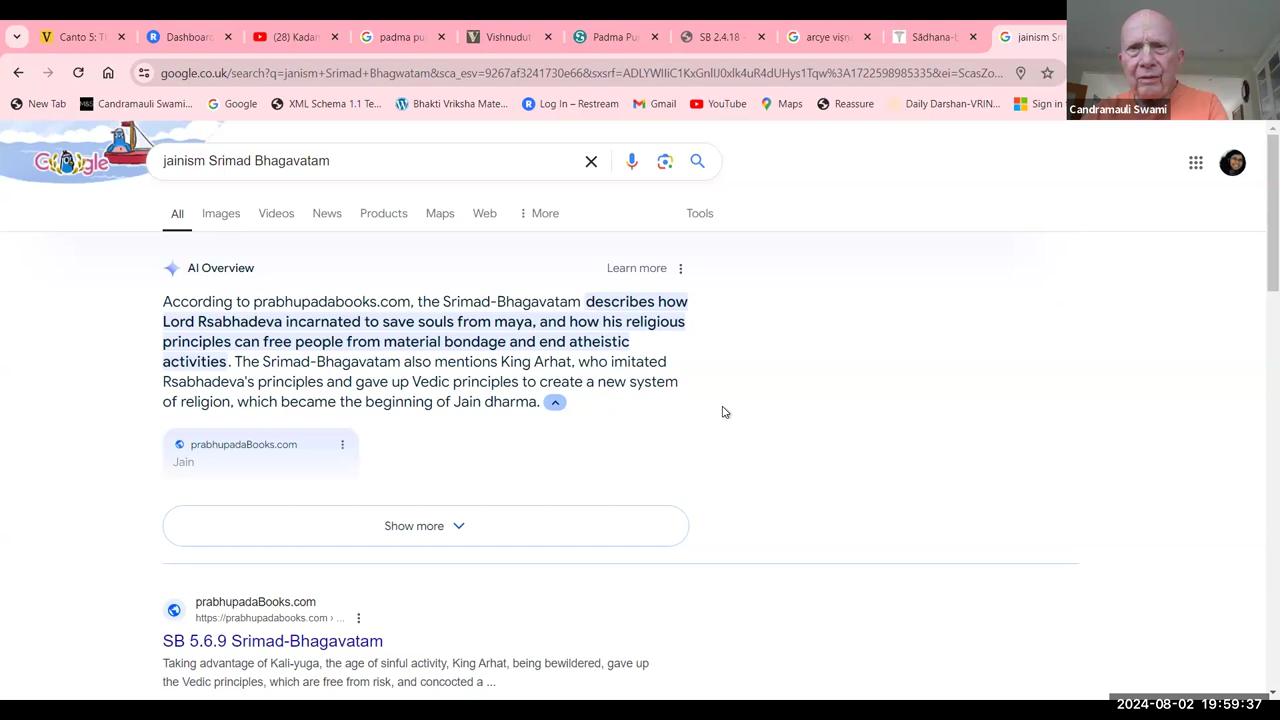 Canto 5: T
Dashboard
(28) Kadan
padma pu
Vishnudut
Padma Pu
SB 2.4.18 -
arcye viṣn
Sādhana-
jainism Sr
google.co.uk/search?q=janism+Srimad+Bhagwatam&sca_esv=9267af3241730e66&sxsrf=ADLYWIIiC1KxGnlIJ0xlk4uR4dUHys1Tqw%3A1722598985335&ei=ScasZo...
New Tab M&S Candramauli Swami... Google XML Schema 1.1 Te... Bhakti Vriksha Mate... Log In – Restream Gmail YouTube Maps Reassure Daily Darshan-VRIN... Sign in
Candramauli Swami
Google
jainism Srimad Bhagavatam
All Images Videos News Products Maps Web More Tools
AI Overview Learn more
According to prabhupadabooks.com, the Srimad-Bhagavatam describes how
Lord Rsabhadeva incarnated to save souls from maya, and how his religious
principles can free people from material bondage and end atheistic
activities. The Srimad-Bhagavatam also mentions King Arhat, who imitated
Rsabhadeva's principles and gave up Vedic principles to create a new system
of religion, which became the beginning of Jain dharma.
prabhupadaBooks.com
Jain
Show more
prabhupadaBooks.com
https://prabhupadabooks.com › ...
SB 5.6.9 Srimad-Bhagavatam
Taking advantage of Kali-yuga, the age of sinful activity, King Arhat, being bewildered, gave up
the Vedic principles, which are free from risk, and concocted a ...
2024-08-02 19:59:37